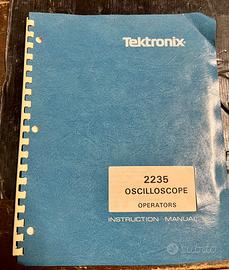 Tektronix
2235
OSCILLOSCOPE
OPERATORS
INSTRUCTION MANUAL
subito